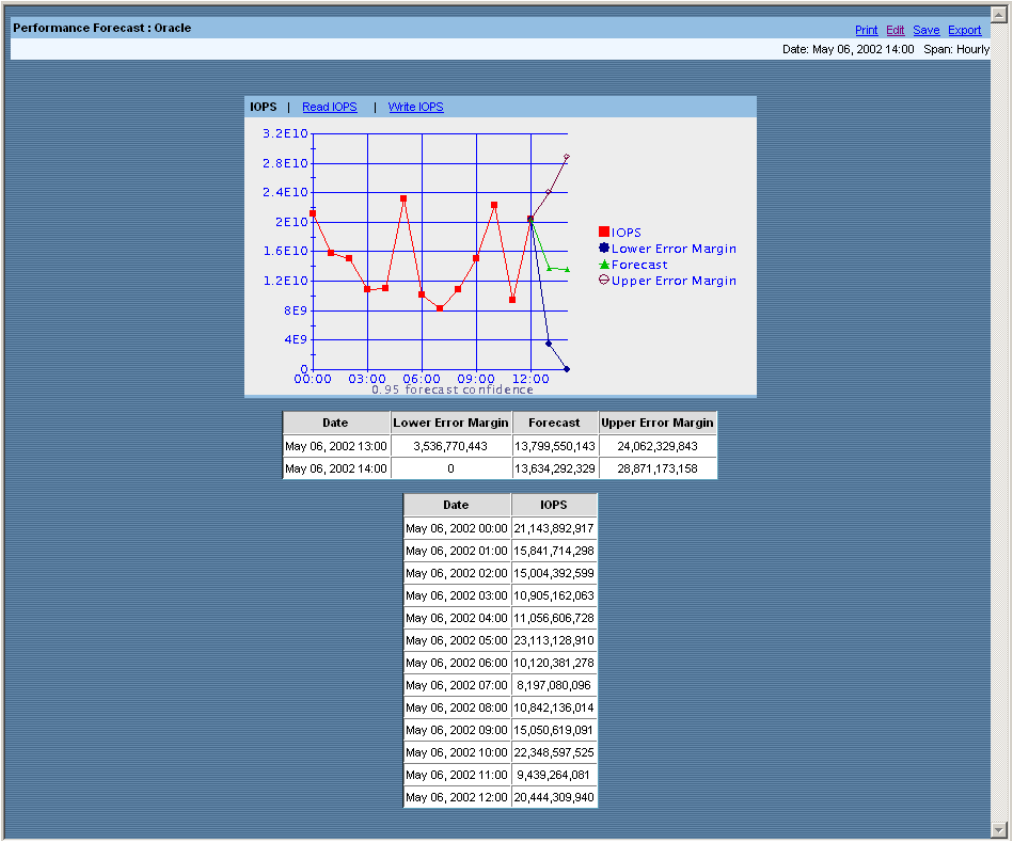 Performance Forecast : Oracle
Print Edit Save Export
Date: May 06, 2002 14:00 Span: Hourly
IOPS | Read IOPS | Write IOPS
3.2E10
2.8E10
2.4E10
2E10
1.6E10
1.2E10
8E9
4E9
0
00:00 03:00 06:00 09:00 12:00
0.95 forecast confidence
IOPS
Lower Error Margin
Forecast
Upper Error Margin
Date Lower Error Margin Forecast Upper Error Margin
May 06, 2002 13:00 3,536,770,443 13,799,550,143 24,062,329,843
May 06, 2002 14:00 0 13,634,292,329 28,871,173,158
Date IOPS
May 06, 2002 00:00 21,143,892,917
May 06, 2002 01:00 15,841,714,298
May 06, 2002 02:00 15,004,392,599
May 06, 2002 03:00 10,905,162,063
May 06, 2002 04:00 11,056,606,728
May 06, 2002 05:00 23,113,128,910
May 06, 2002 06:00 10,120,381,278
May 06, 2002 07:00 8,197,080,096
May 06, 2002 08:00 10,842,136,014
May 06, 2002 09:00 15,050,619,091
May 06, 2002 10:00 22,348,597,525
May 06, 2002 11:00 9,439,264,081
May 06, 2002 12:00 20,444,309,940